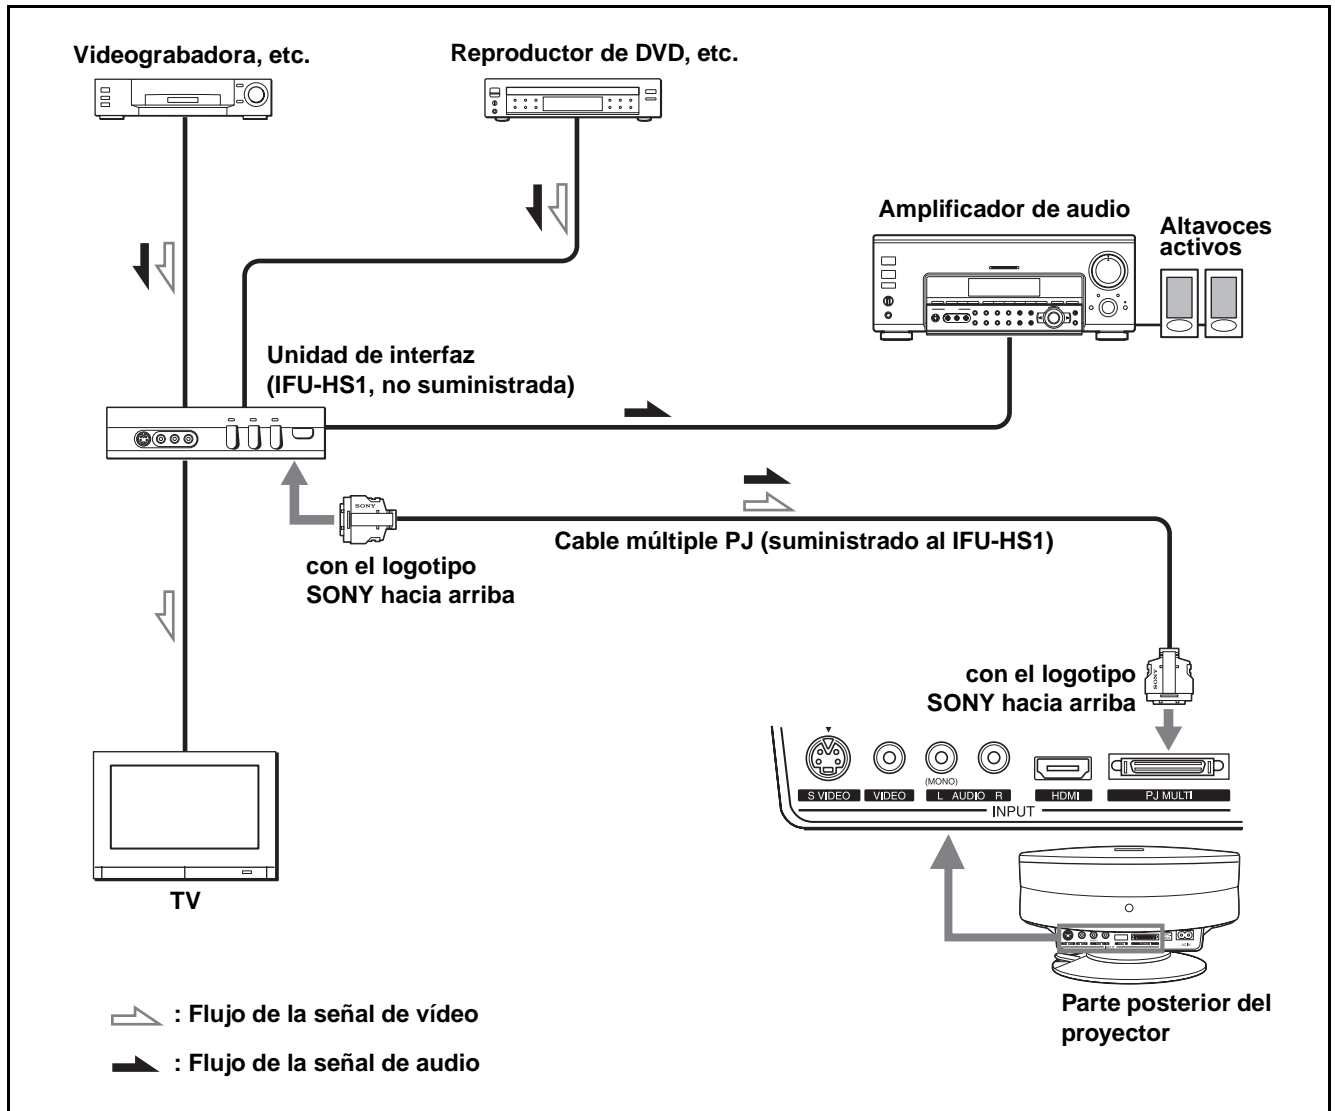 Videograbadora, etc.
Reproductor de DVD, etc.
Amplificador de audio
Altavoces
activos
Unidad de interfaz
(IFU-HS1, no suministrada)
SONY
Cable múltiple PJ (suministrado al IFU-HS1)
con el logotipo
SONY hacia arriba
con el logotipo
SONY hacia arriba
SONY
(MONO)
S VIDEO
VIDEO
L AUDIO R
HDMI
PJ MULTI
INPUT
TV
Parte posterior del
proyector
: Flujo de la señal de vídeo
: Flujo de la señal de audio